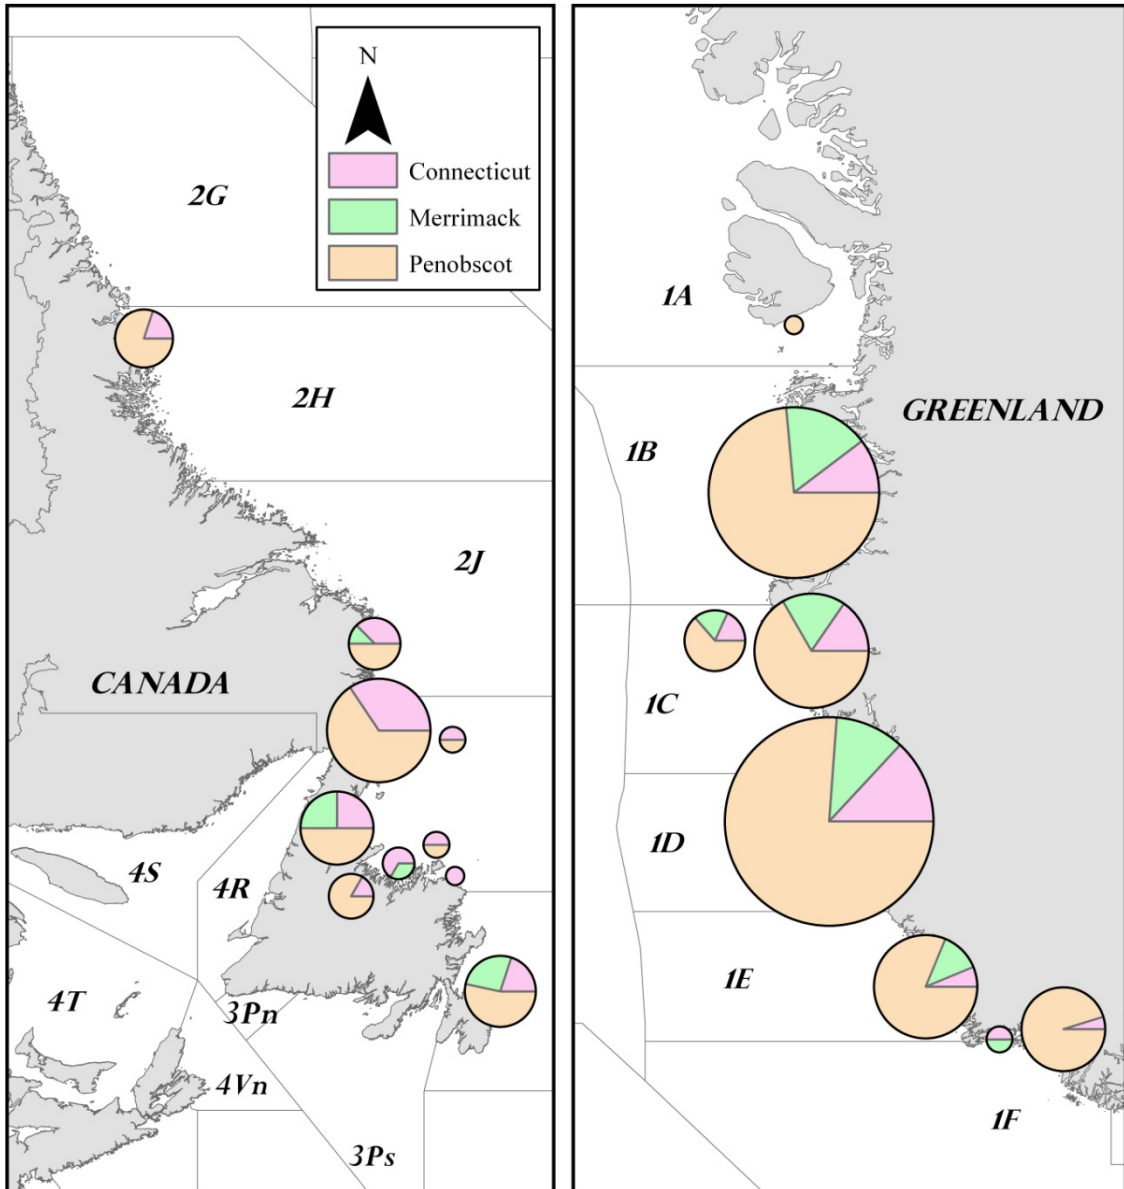 N
Connecticut
Merrimack
Penobscot
2G
2H
2J
CANADA
4S
4R
4T
3Pn
4Vn
3Ps
1A
GREENLAND
1B
1C
1D
1E
1F